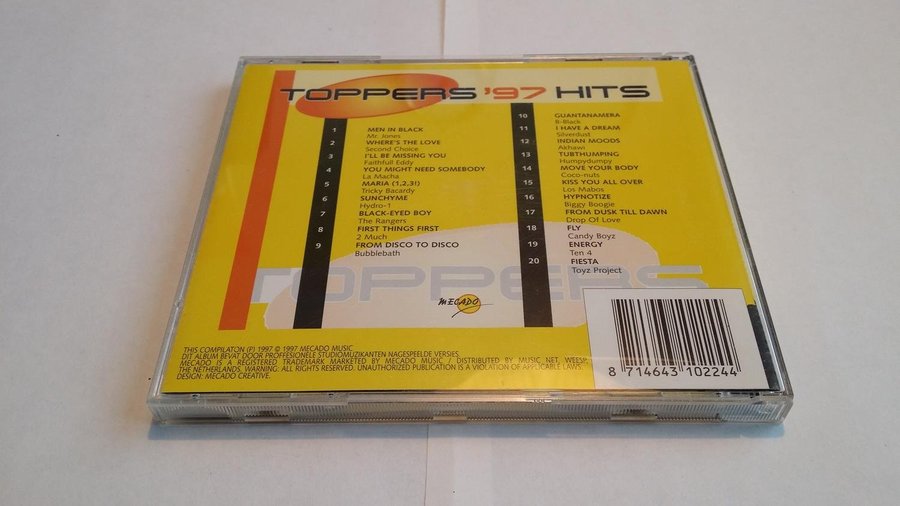 TOPPERS '97 HITS
1 MEN IN BLACK
Mr. Jones
2 WHERE'S THE LOVE
Second Choice
3 I'LL BE MISSING YOU
Faithfull Eddy
4 YOU MIGHT NEED SOMEBODY
La Macha
5 MARIA (1,2,3!)
Tricky Bacardy
6 SUNCHYME
Hydro-1
7 BLACK-EYED BOY
The Rangers
8 FIRST THINGS FIRST
2 Much
9 FROM DISCO TO DISCO
Bubblebath
10 GUANTANAMERA
B-Black
11 I HAVE A DREAM
Silverdust
12 INDIAN MOODS
Akhawi
13 TUBTHUMPING
Humpydumpy
14 MOVE YOUR BODY
Coco-nuts
15 KISS YOU ALL OVER
Los Mabos
16 HYPNOTIZE
Biggy Boogie
17 FROM DUSK TILL DAWN
Drop Of Love
18 FLY
Candy Boyz
19 ENERGY
Ten 4
20 FIESTA
Toyz Project
TOPPERS
MECADO
THIS COMPILATON (P) 1997 © 1997 MECADO MUSIC
DIT ALBUM BEVAT DOOR PROFFESIONELE STUDIOMUZIKANTEN NAGESPEELDE VERSIES.
MECADO IS A REGISTERED TRADEMARK MARKETED BY MECADO MUSIC / DISTRIBUTED BY MUSIC NET, WEESP,
THE NETHERLANDS. WARNING: ALL RIGHTS RESERVED. UNAUTHORIZED PUBLICATION IS A VIOLATION OF APPLICABLE LAWS.
DESIGN: MECADO CREATIVE.
8 714643 102244